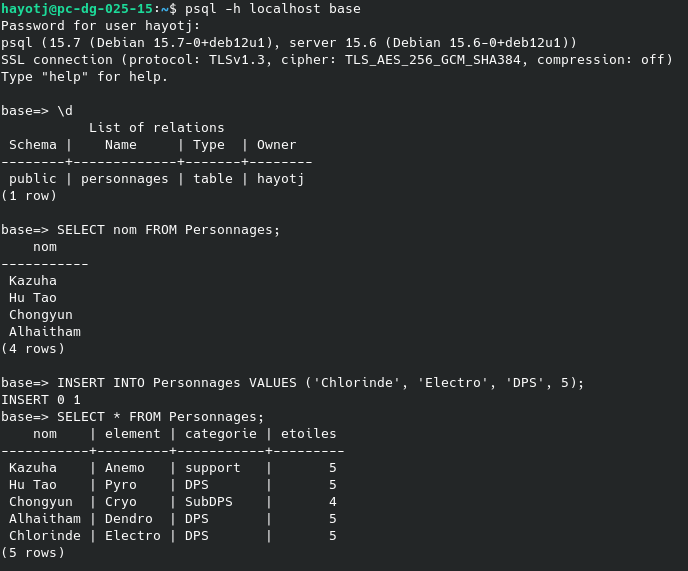 hayotj@pc-dg-025-15:~$ psql -h localhost base
Password for user hayotj:
psql (15.7 (Debian 15.7-0+deb12u1), server 15.6 (Debian 15.6-0+deb12u1))
SSL connection (protocol: TLSv1.3, cipher: TLS_AES_256_GCM_SHA384, compression: off)
Type "help" for help.

base=> \d
           List of relations
 Schema |    Name     | Type  | Owner
--------+-------------+-------+--------
 public | personnages | table | hayotj
(1 row)

base=> SELECT nom FROM Personnages;
    nom
-----------
 Kazuha
 Hu Tao
 Chongyun
 Alhaitham
(4 rows)

base=> INSERT INTO Personnages VALUES ('Chlorinde', 'Electro', 'DPS', 5);
INSERT 0 1
base=> SELECT * FROM Personnages;
    nom    | element | categorie | etoiles
-----------+---------+-----------+---------
 Kazuha    | Anemo   | support   |       5
 Hu Tao    | Pyro    | DPS       |       5
 Chongyun  | Cryo    | SubDPS    |       4
 Alhaitham | Dendro  | DPS       |       5
 Chlorinde | Electro | DPS       |       5
(5 rows)